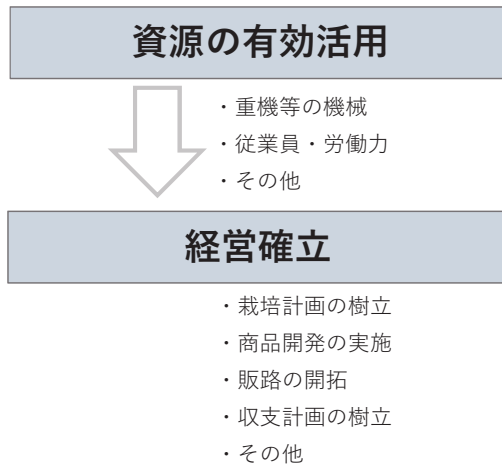 資源の有効活用
・重機等の機械
・従業員・労働力
・その他
経営確立
・栽培計画の樹立
・商品開発の実施
・販路の開拓
・収支計画の樹立
・その他